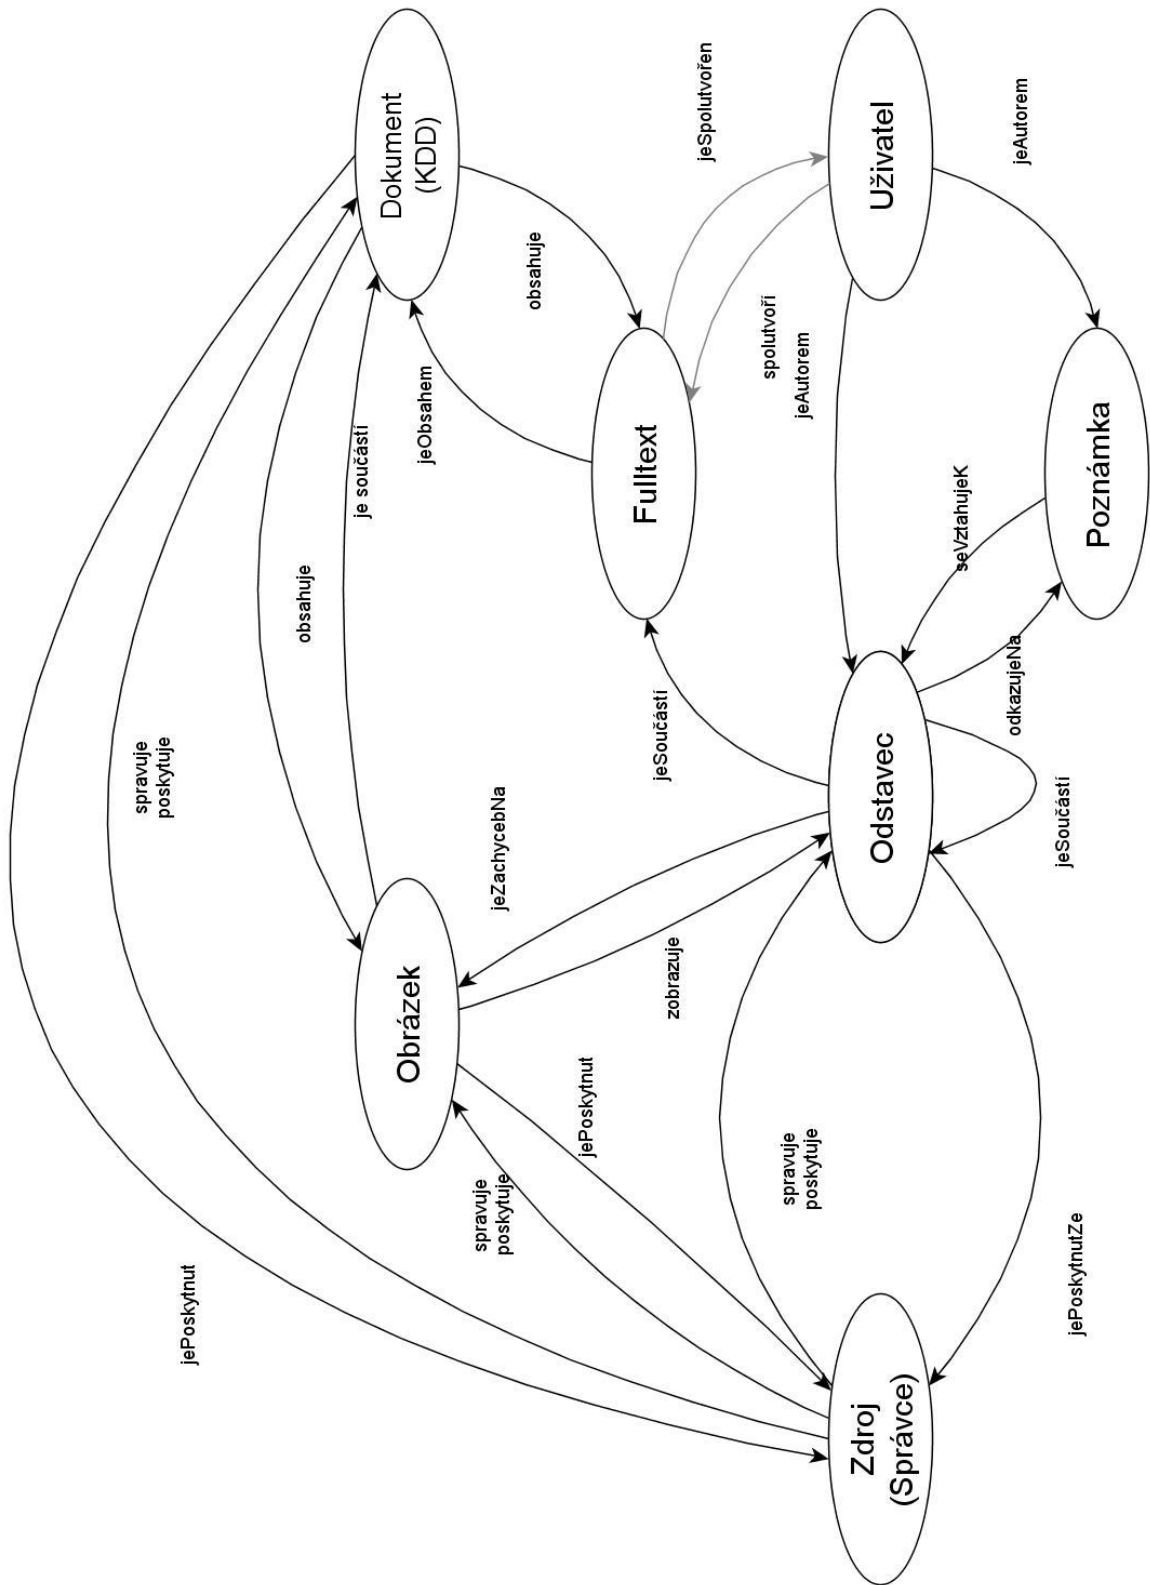 jePoskytnut
spravuje
poskytuje
obsahuje
je součástí
Dokument
(KDD)
Obrázek
jeObsahem
obsahuje
spravuje
poskytuje
jeZachycebNa
jePoskytnut
zobrazuje
jeSoučástí
Fulltext
jeSpolutvořen
spolutvoří
jeAutorem
spravuje
poskytuje
Zdroj
(Správce)
Odstavec
Uživatel
seVztahujeK
odkazujeNa
jeAutorem
jePoskytnutZe
jeSoučástí
Poznámka